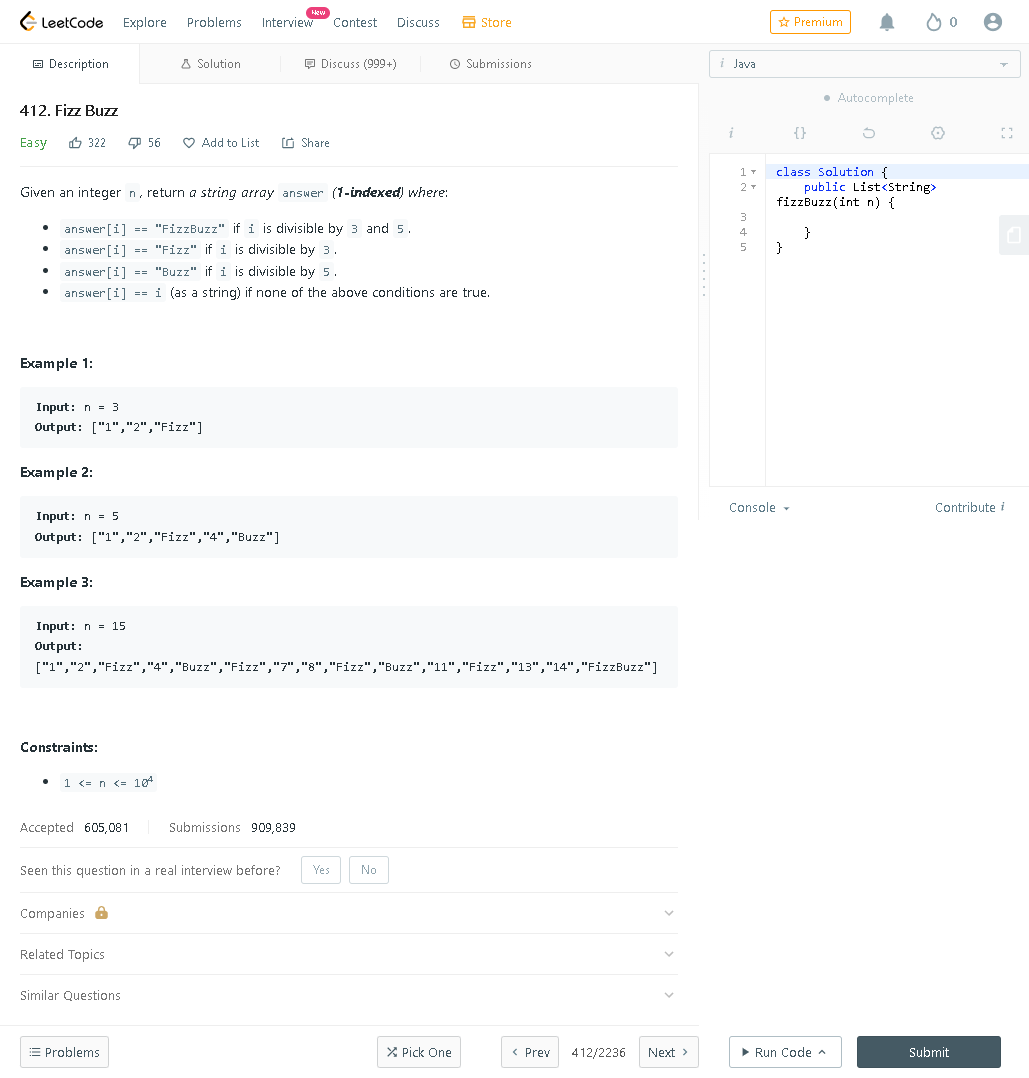 LeetCode Explore Problems Interview New Contest Discuss Store Premium 0
Description Solution Discuss (999+) Submissions
i Java
Autocomplete
412. Fizz Buzz
Easy 322 56 Add to List Share
i {}
Given an integer n, return a string array answer (1-indexed) where:
answer[i] == "FizzBuzz" if i is divisible by 3 and 5.
answer[i] == "Fizz" if i is divisible by 3.
answer[i] == "Buzz" if i is divisible by 5.
answer[i] == i (as a string) if none of the above conditions are true.
Example 1:
Input: n = 3
Output: ["1","2","Fizz"]
Example 2:
Input: n = 5
Output: ["1","2","Fizz","4","Buzz"]
Example 3:
Input: n = 15
Output:
["1","2","Fizz","4","Buzz","Fizz","7","8","Fizz","Buzz","11","Fizz","13","14","FizzBuzz"]
Constraints:
1 <= n <= 10⁴
Accepted 605,081 Submissions 909,839
Seen this question in a real interview before? Yes No
Companies
Related Topics
Similar Questions
1 class Solution {
2 public List<String>
fizzBuzz(int n) {
3
4 }
5 }
Console Contribute i
Problems Pick One Prev 412/2236 Next Run Code Submit